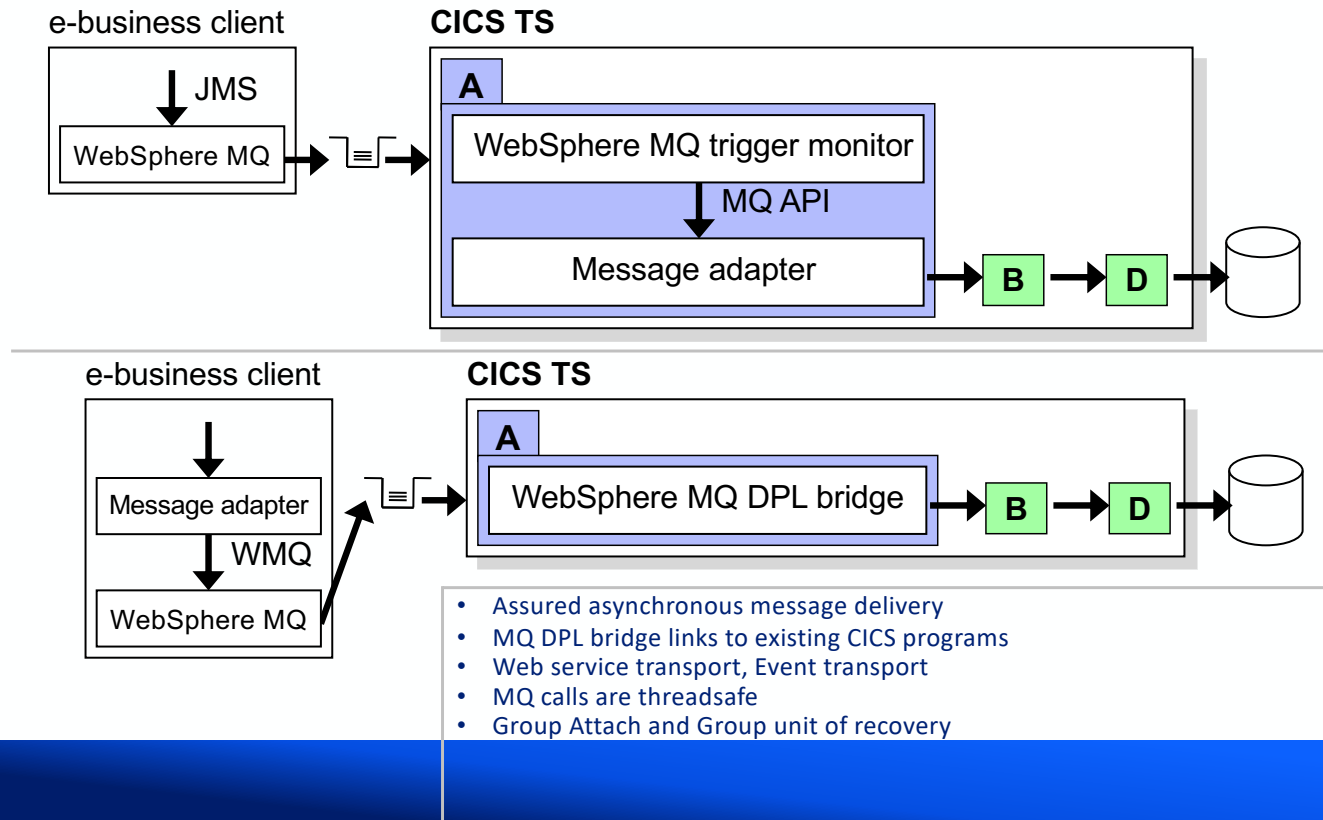 e-business client
CICS TS
JMS
WebSphere MQ
A
WebSphere MQ trigger monitor
MQ API
Message adapter
B
D
e-business client
CICS TS
Message adapter
WMQ
WebSphere MQ
A
WebSphere MQ DPL bridge
B
D
• Assured asynchronous message delivery
• MQ DPL bridge links to existing CICS programs
• Web service transport, Event transport
• MQ calls are threadsafe
• Group Attach and Group unit of recovery